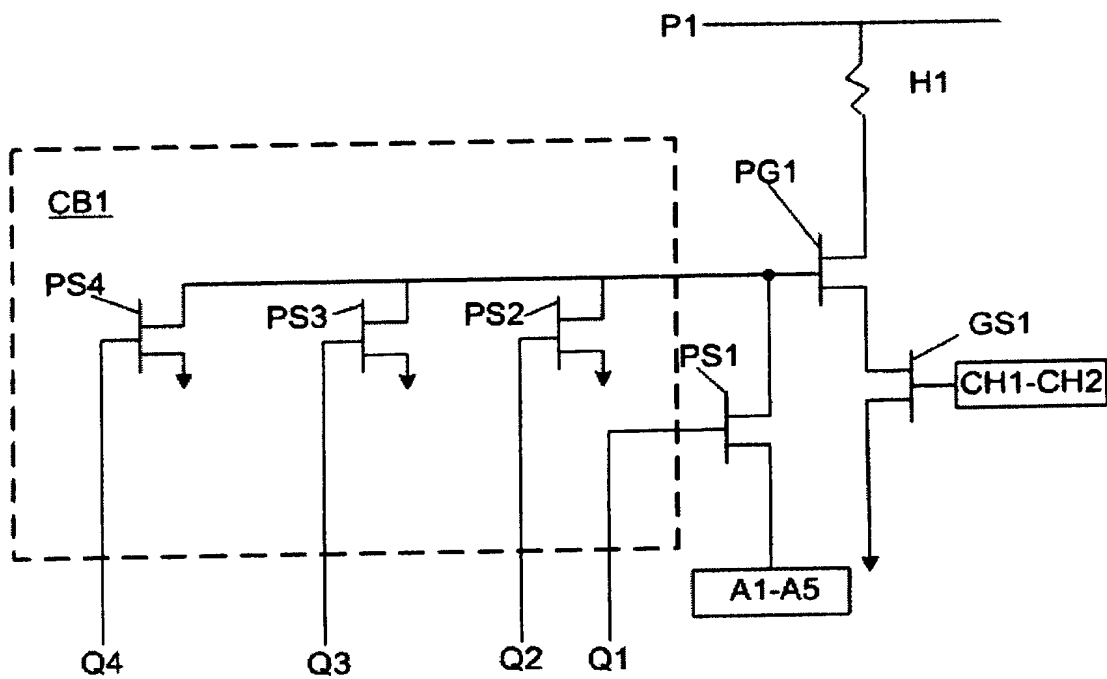 P1
H1
PG1
CB1
PS4
PS3
PS2
PS1
GS1
CH1-CH2
A1-A5
Q4
Q3
Q2
Q1